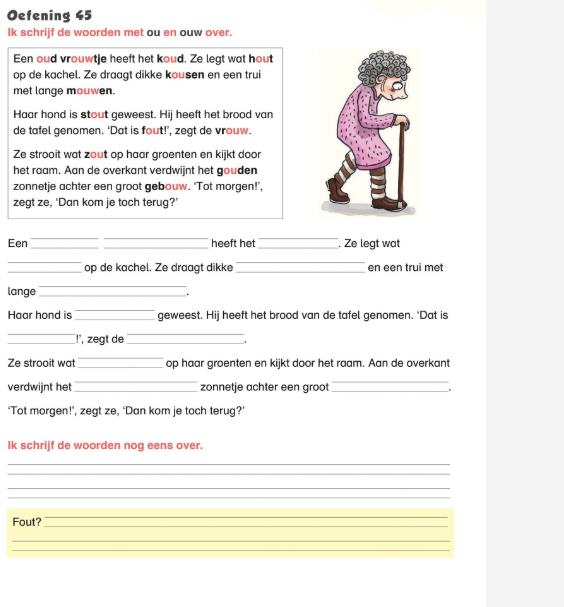 Oefening 45
Ik schrijf de woorden met ou en ouw over.
Een oud vrouwtje heeft het koud. Ze legt wat hout
op de kachel. Ze draagt dikke kousen en een trui
met lange mouwen.
Haar hond is stout geweest. Hij heeft het brood van
de tafel genomen. ‘Dat is fout!’, zegt de vrouw.
Ze strooit wat zout op haar groenten en kijkt door
het raam. Aan de overkant verdwijnt het gouden
zonnetje achter een groot gebouw. ‘Tot morgen!’,
zegt ze, ‘Dan kom je toch terug?’
Een heeft het . Ze legt wat
op de kachel. Ze draagt dikke en een trui met
lange .
Haar hond is geweest. Hij heeft het brood van de tafel genomen. ‘Dat is
!’, zegt de .
Ze strooit wat op haar groenten en kijkt door het raam. Aan de overkant
verdwijnt het zonnetje achter een groot .
‘Tot morgen!’, zegt ze, ‘Dan kom je toch terug?’
Ik schrijf de woorden nog eens over.
Fout?